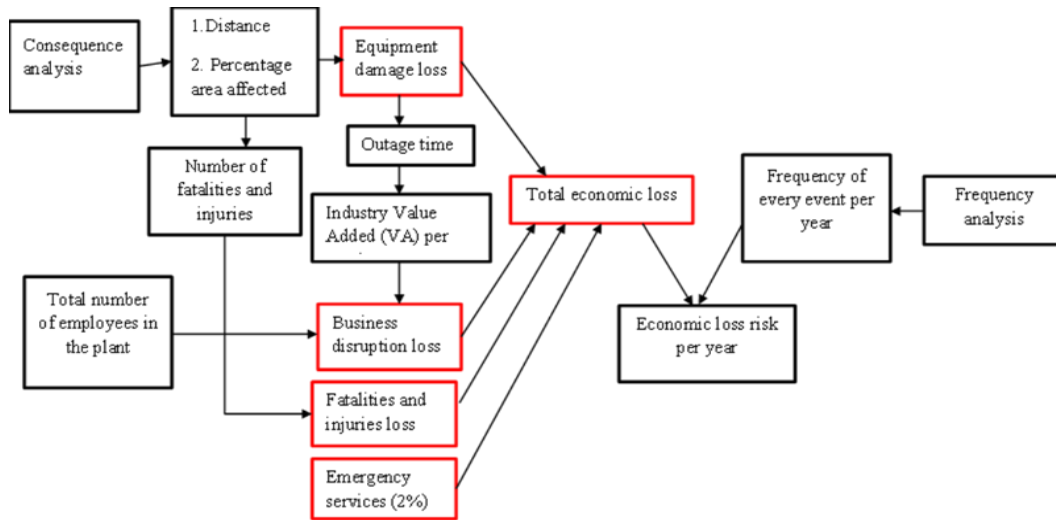 Consequence
analysis
1.Distance
2. Percentage
area affected
Equipment
damage loss
Outage time
Number of
fatalities and
injuries
Industry Value
Added (VA) per
Total economic loss
Frequency of
every event per
year
Frequency
analysis
Total number
of employees in
the plant
Business
disruption loss
Economic loss risk
per year
Fatalities and
injuries loss
Emergency
services (2%)